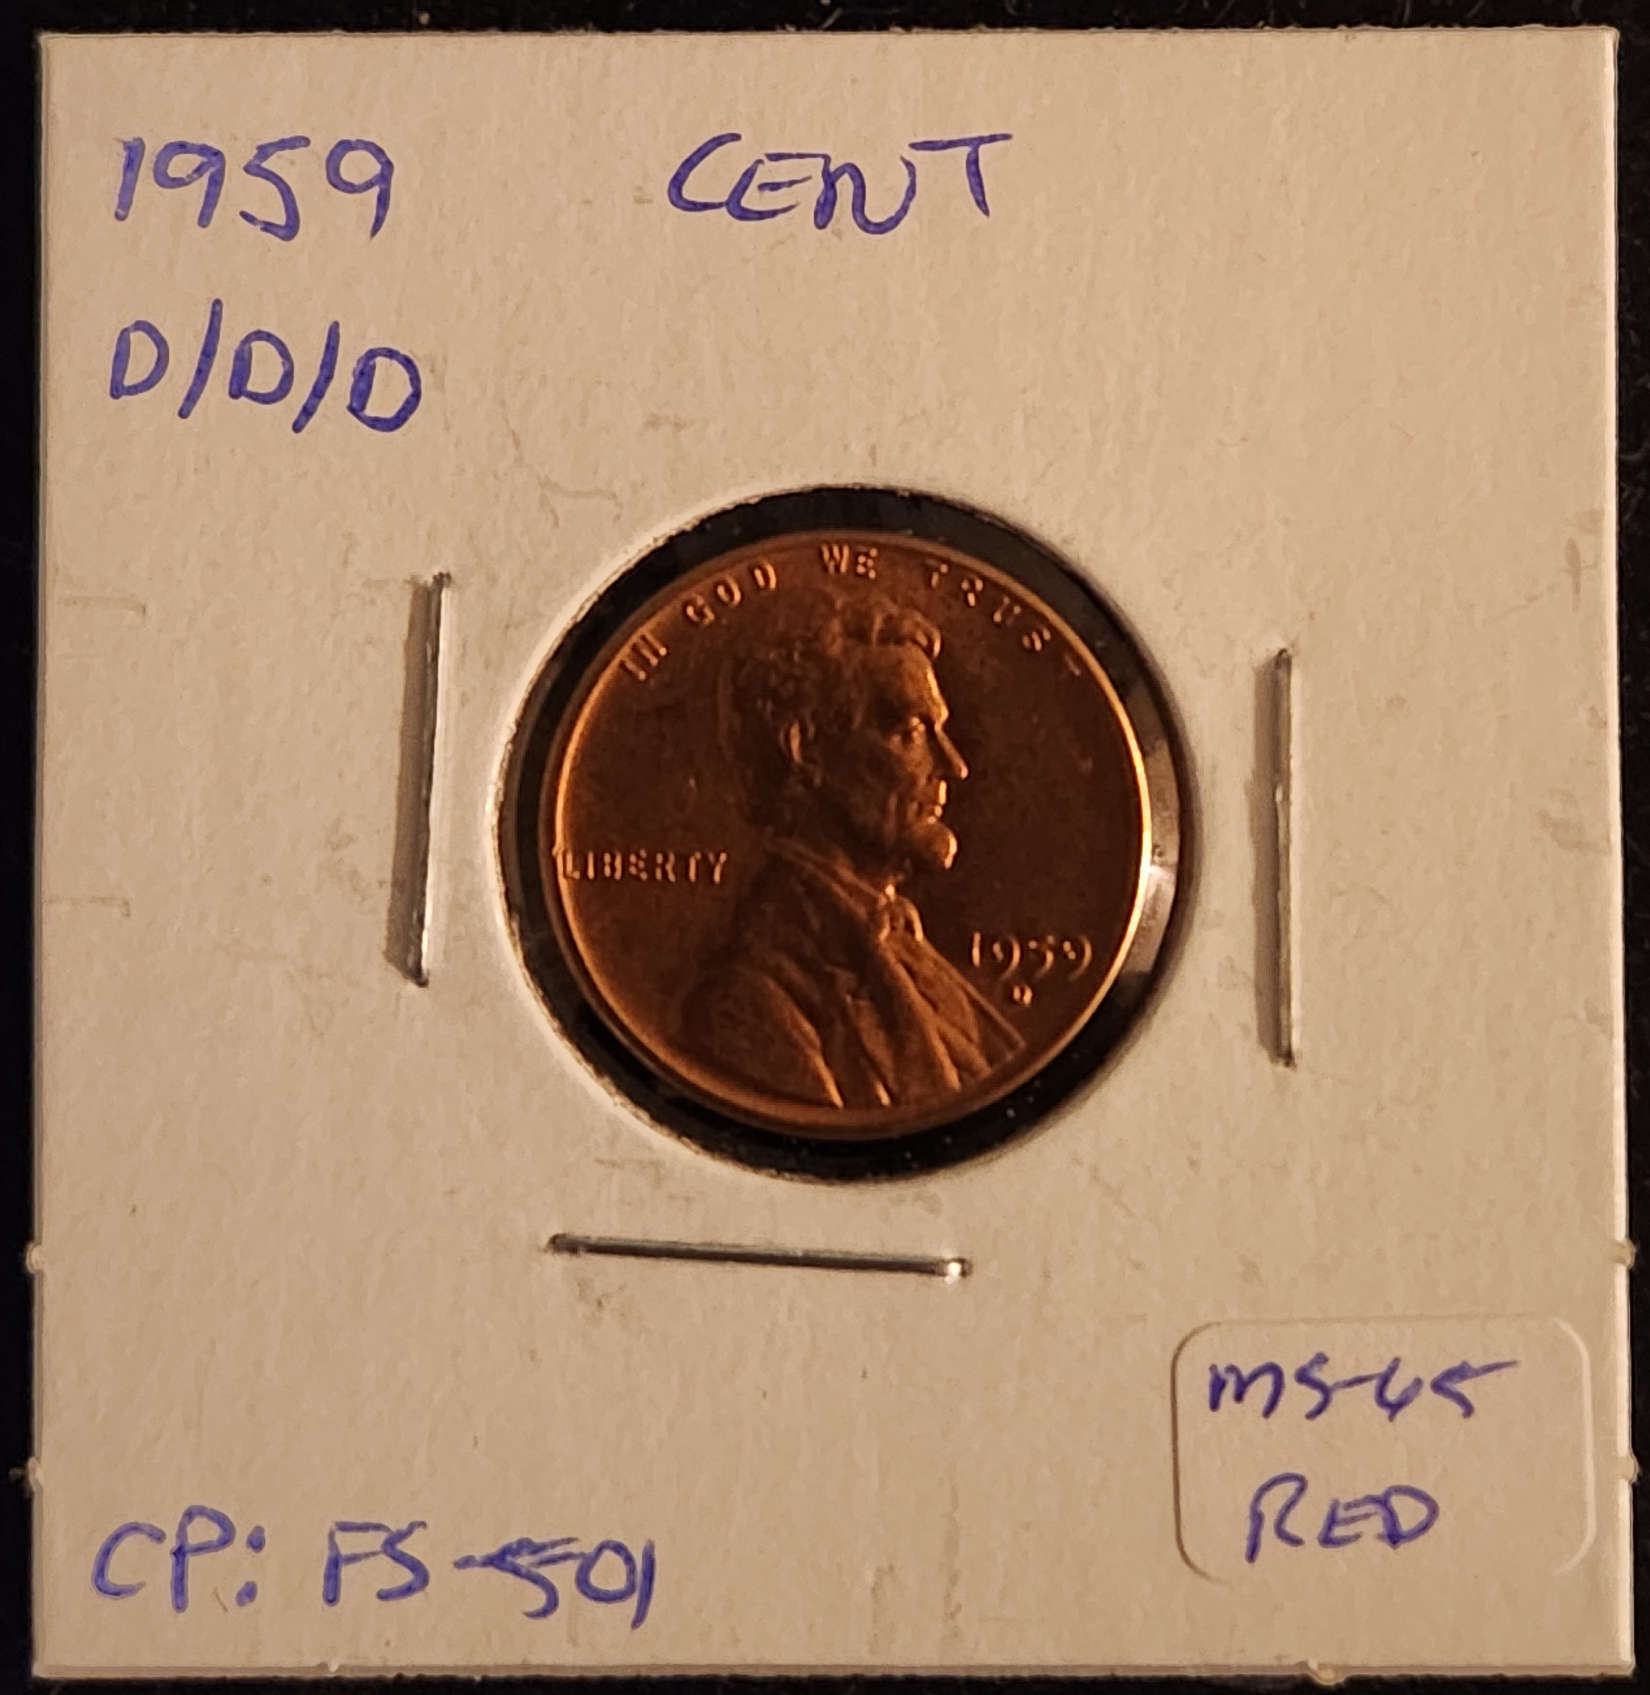 1959 CENT
D/D/D
IN GOD WE TRUST
LIBERTY
1959
D
MS-65
RED
CP: FS-501